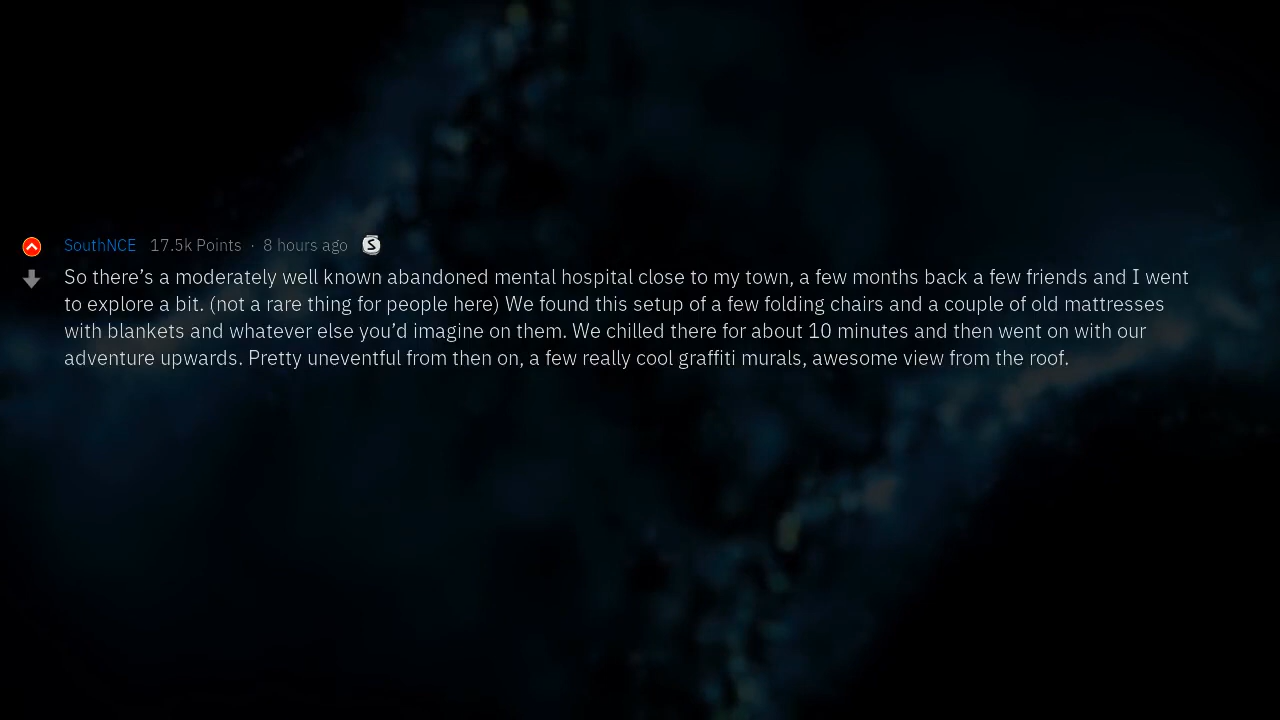 SouthNCE 17.5k Points · 8 hours ago
So there’s a moderately well known abandoned mental hospital close to my town, a few months back a few friends and I went
to explore a bit. (not a rare thing for people here) We found this setup of a few folding chairs and a couple of old mattresses
with blankets and whatever else you’d imagine on them. We chilled there for about 10 minutes and then went on with our
adventure upwards. Pretty uneventful from then on, a few really cool graffiti murals, awesome view from the roof.